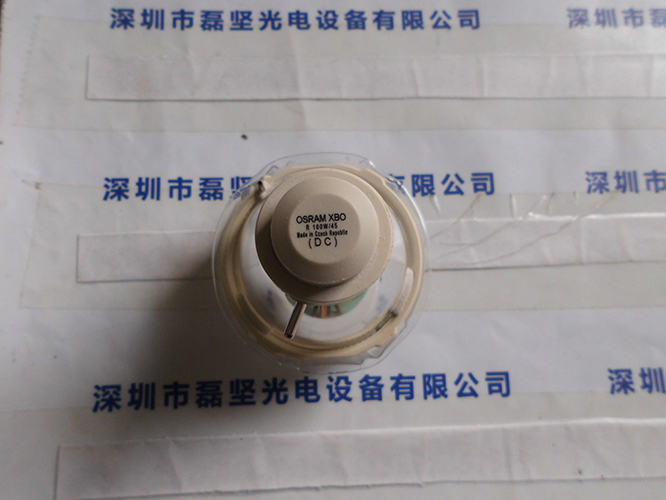 深圳市磊坚光电设备有限公司
深圳市
深圳市磊
有限公司
深圳市
OSRAM XBO
R 100W/45
Made in Czech Republic
(DC)
深圳市磊坚光电设备有限公司
深圳